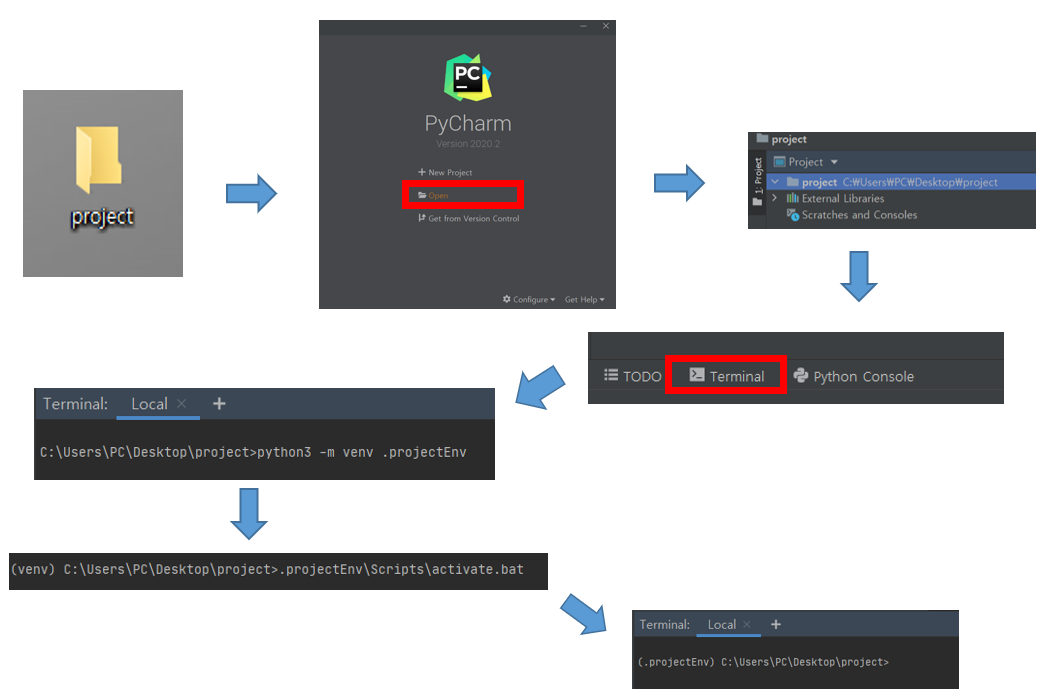 project
PC
PyCharm
Version 2020.2
+ New Project
Open
Get from Version Control
Configure
Get Help
project
1: Project
Project
project C:₩Users₩PC₩Desktop₩project
External Libraries
Scratches and Consoles
TODO
Terminal
Python Console
Terminal: Local × +
C:\Users\PC\Desktop\project>python3 -m venv .projectEnv
(venv) C:\Users\PC\Desktop\project>.projectEnv\Scripts\activate.bat
Terminal: Local × +
(.projectEnv) C:\Users\PC\Desktop\project>